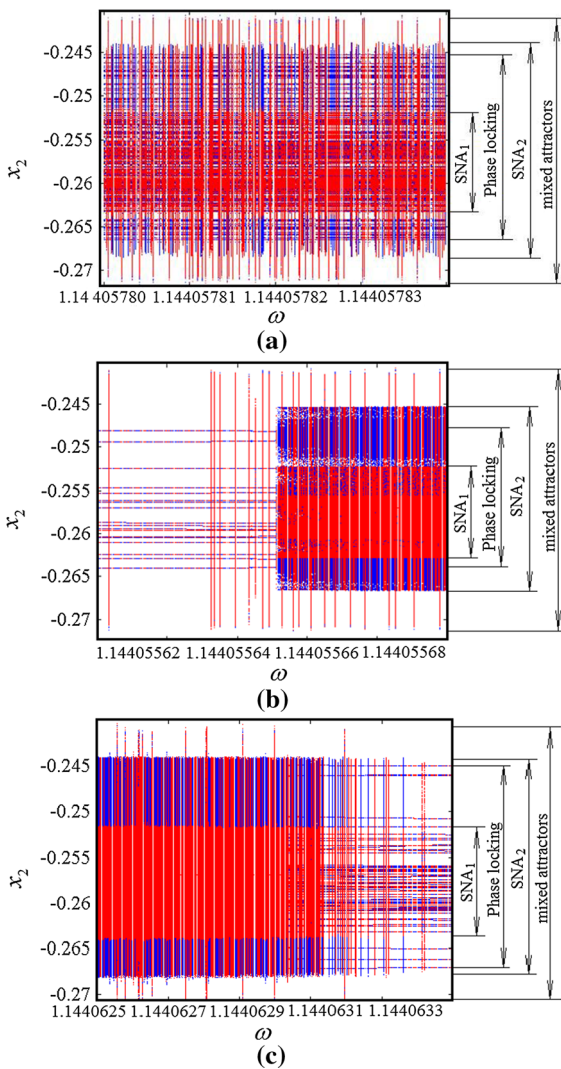 -0.245
-0.25
-0.255
-0.26
-0.265
-0.27
x2
1.14 405780
1.14405781
1.14405782
1.14405783
ω
SNA1
Phase locking
SNA2
mixed attractors
(a)
-0.245
-0.25
-0.255
-0.26
-0.265
-0.27
x2
1.14405562
1.14405564
1.14405566
1.14405568
ω
SNA1
Phase locking
SNA2
mixed attractors
(b)
-0.245
-0.25
-0.255
-0.26
-0.265
-0.27
x2
1.1440625
1.1440627
1.1440629
1.1440631
1.1440633
ω
SNA1
Phase locking
SNA2
mixed attractors
(c)